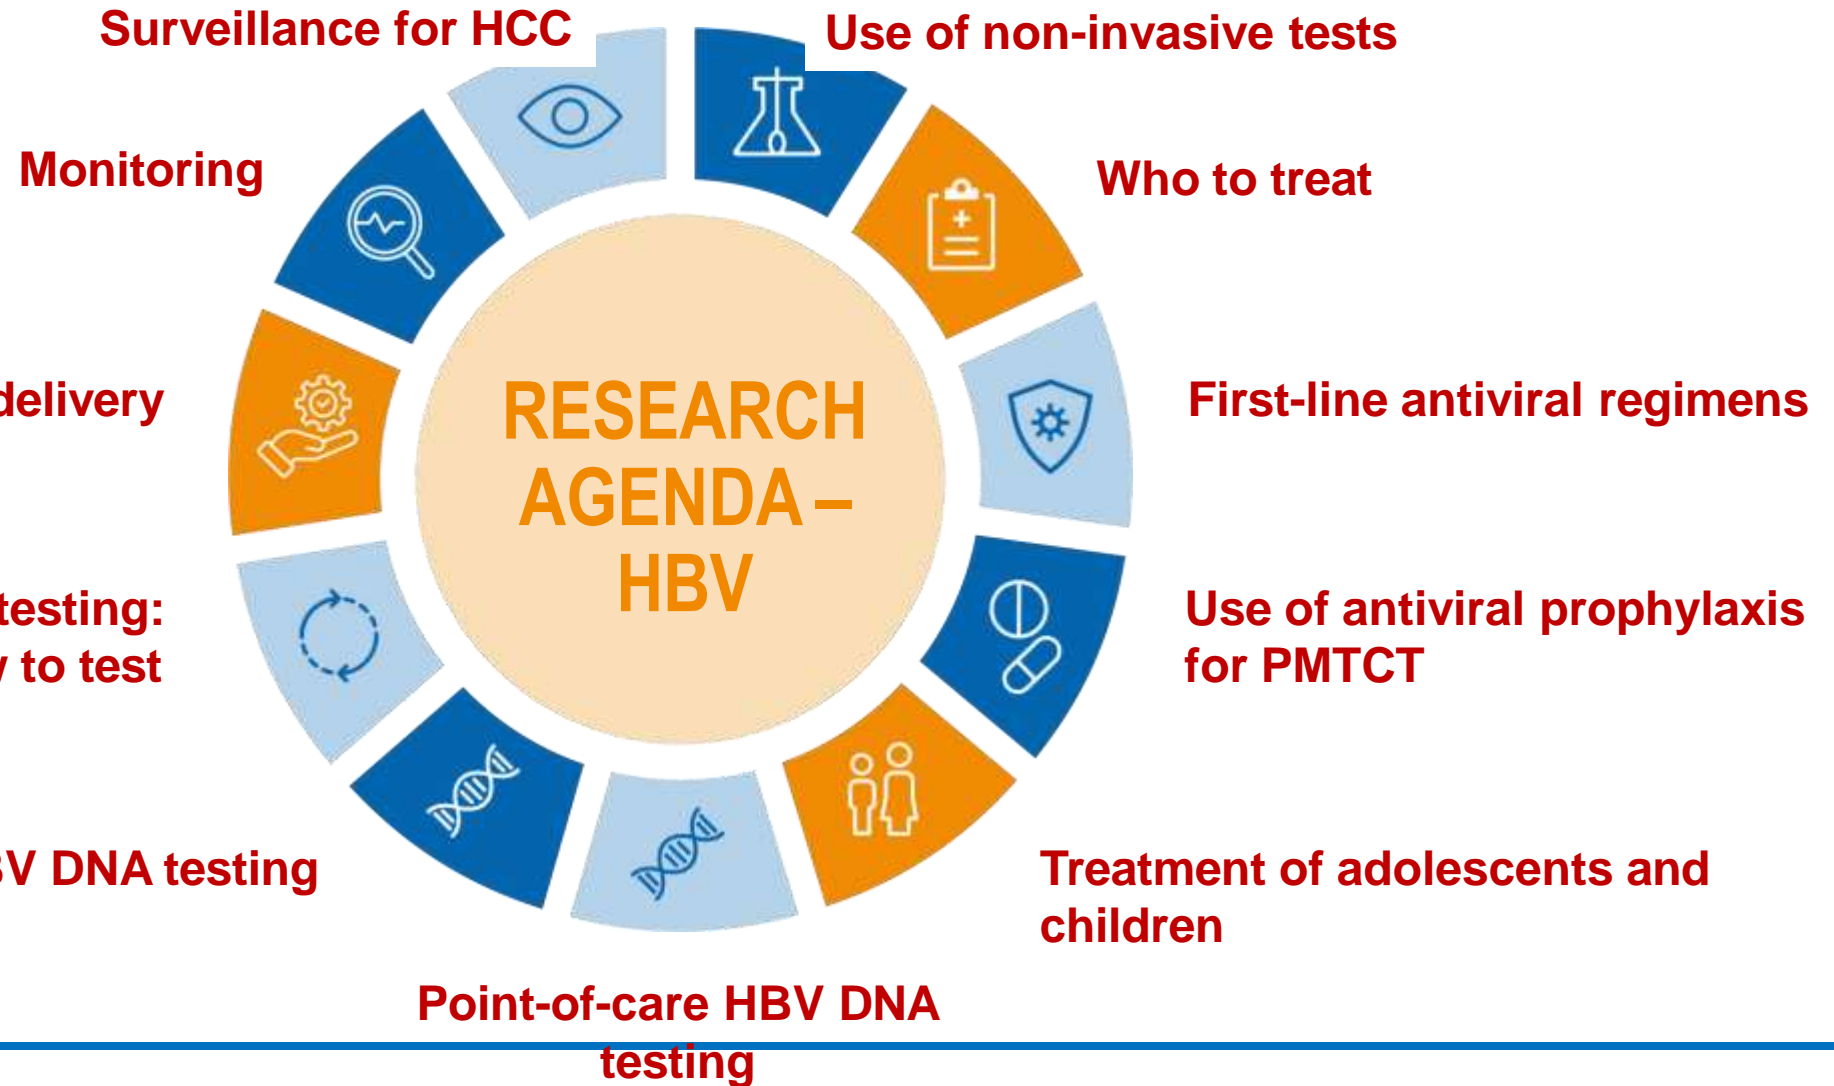 Surveillance for HCC
Use of non-invasive tests
Monitoring
Who to treat
delivery
First-line antiviral regimens
RESEARCH
AGENDA –
HBV
testing:
to test
Use of antiviral prophylaxis
for PMTCT
DNA testing
Treatment of adolescents and
children
Point-of-care HBV DNA
testing